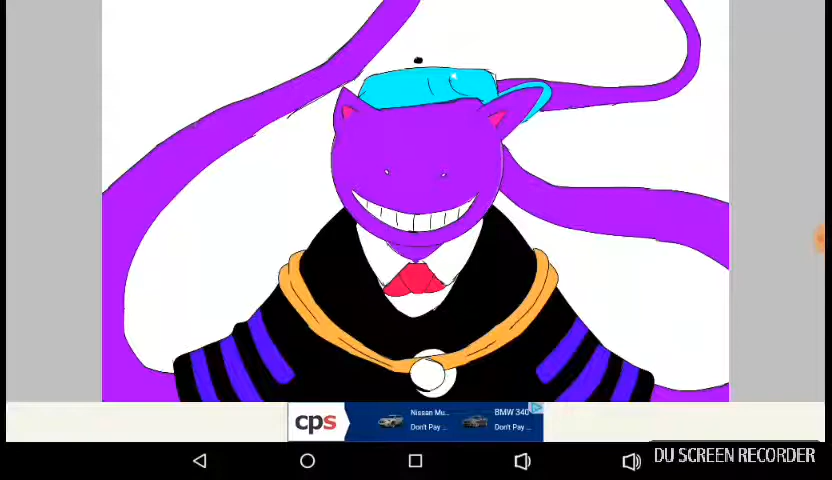 cps
Nissan Mu...
Don't Pay ...
BMW 340
Don't Pay ...
DU SCREEN RECORDER